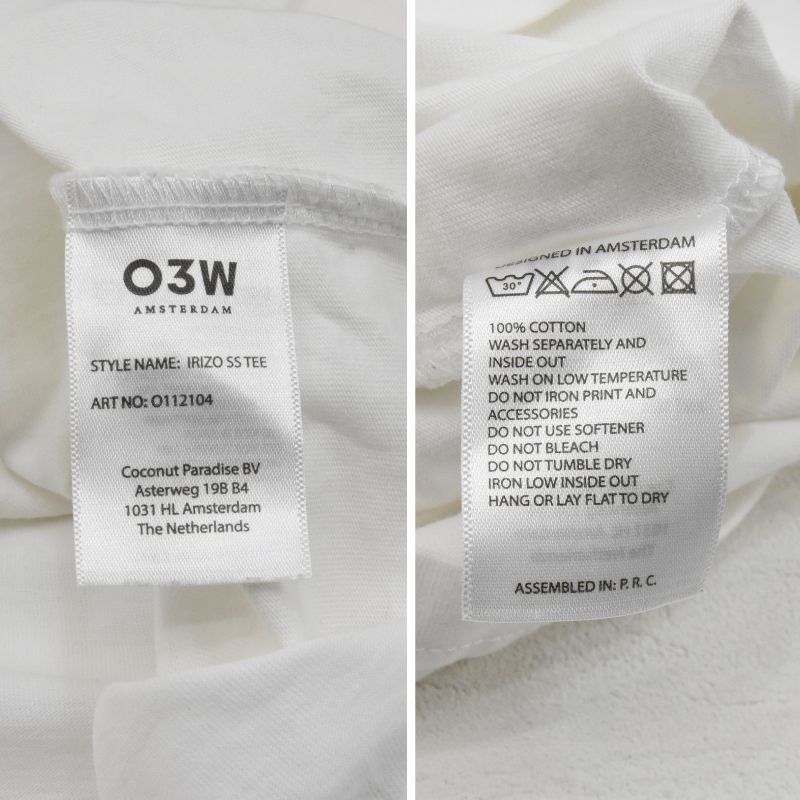 O3W
AMSTERDAM
STYLE NAME: IRIZO SS TEE
ART NO: O112104
Coconut Paradise BV
Asterweg 19B B4
1031 HL Amsterdam
The Netherlands
DESIGNED IN AMSTERDAM
30°
100% COTTON
WASH SEPARATELY AND
INSIDE OUT
WASH ON LOW TEMPERATURE
DO NOT IRON PRINT AND
ACCESSORIES
DO NOT USE SOFTENER
DO NOT BLEACH
DO NOT TUMBLE DRY
IRON LOW INSIDE OUT
HANG OR LAY FLAT TO DRY
ASSEMBLED IN: P. R. C.